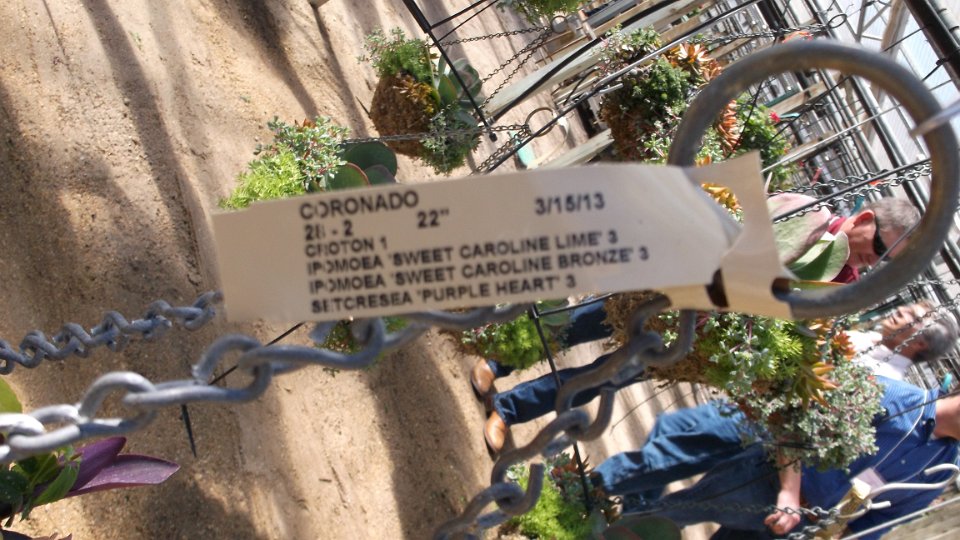 CORONADO 3/15/13
28 - 2 22"
CROTON 1
IPOMOEA 'SWEET CAROLINE LIME' 3
IPOMOEA 'SWEET CAROLINE BRONZE' 3
SETCRESEA 'PURPLE HEART' 3